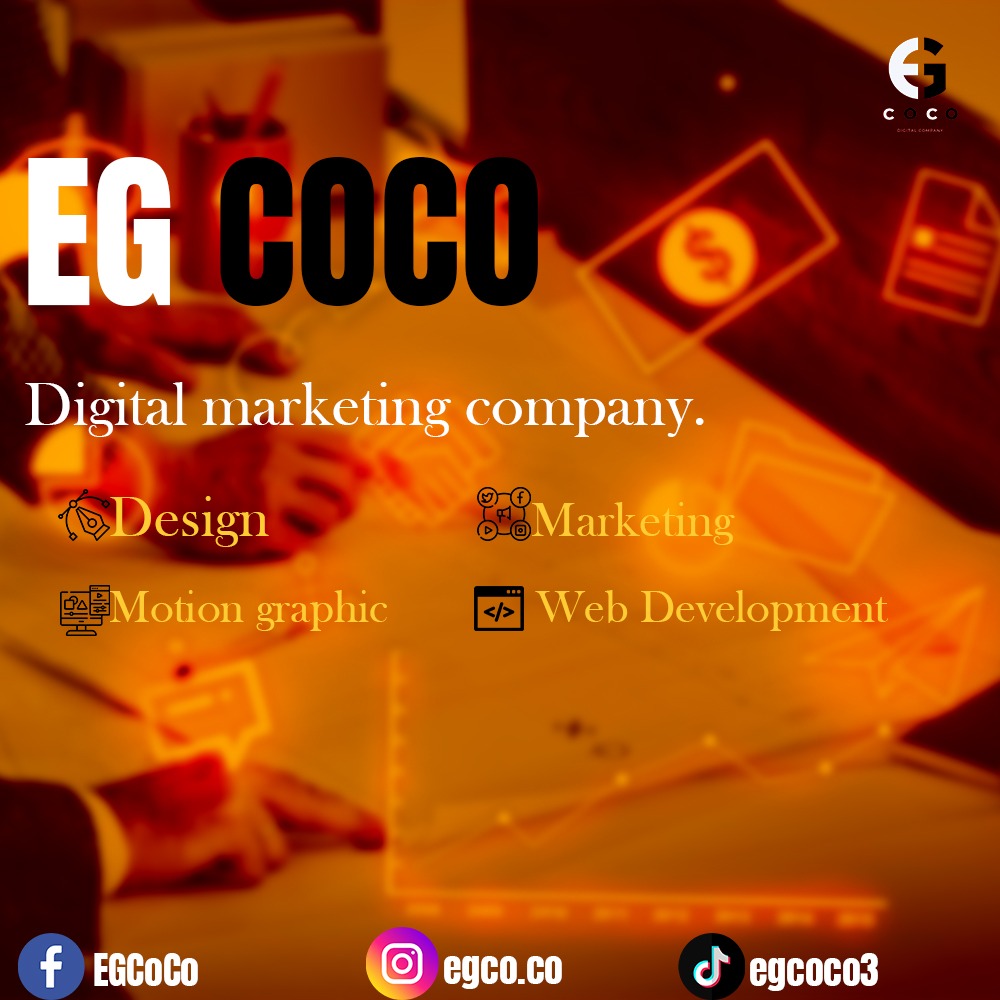 EG
COCO
DIGITAL COMPANY
EG COCO
Digital marketing company.
Design
Marketing
Motion graphic
Web Development
EGCoCo
egco.co
egcoco3